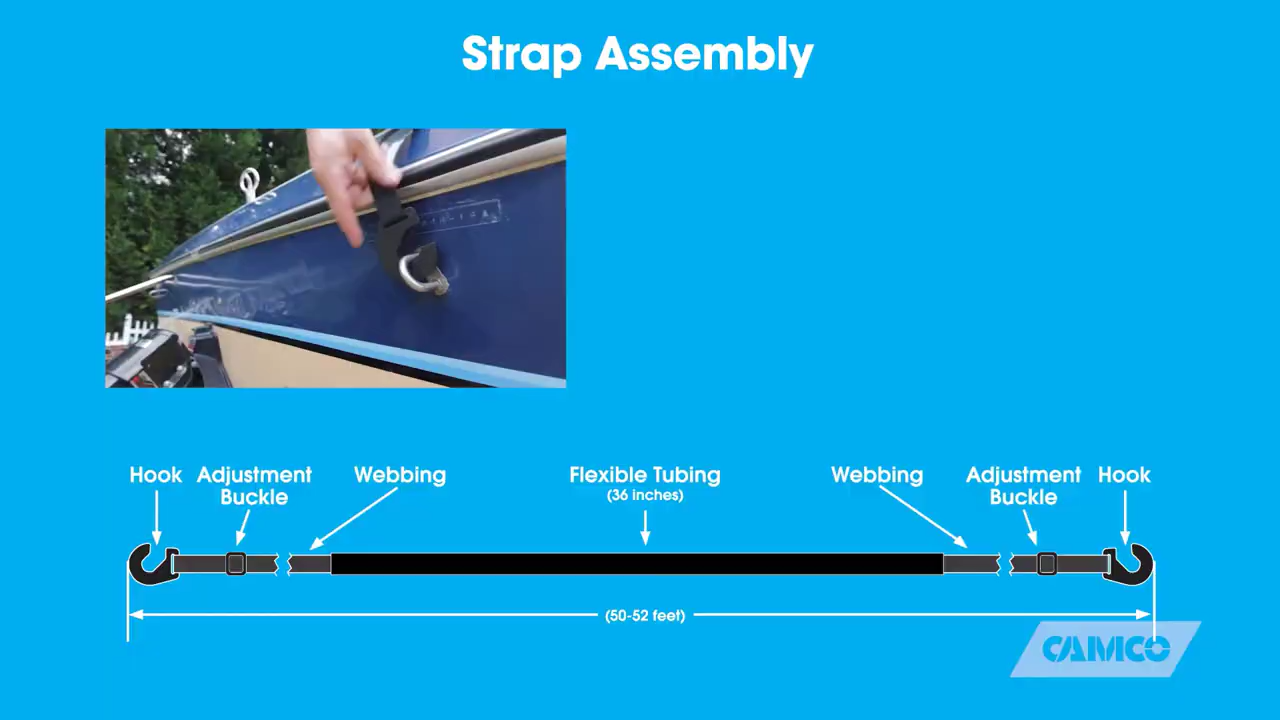 Strap Assembly
Hook
Adjustment
Buckle
Webbing
Flexible Tubing
(36 inches)
Webbing
Adjustment
Buckle
Hook
(50-52 feet)
CAMCO